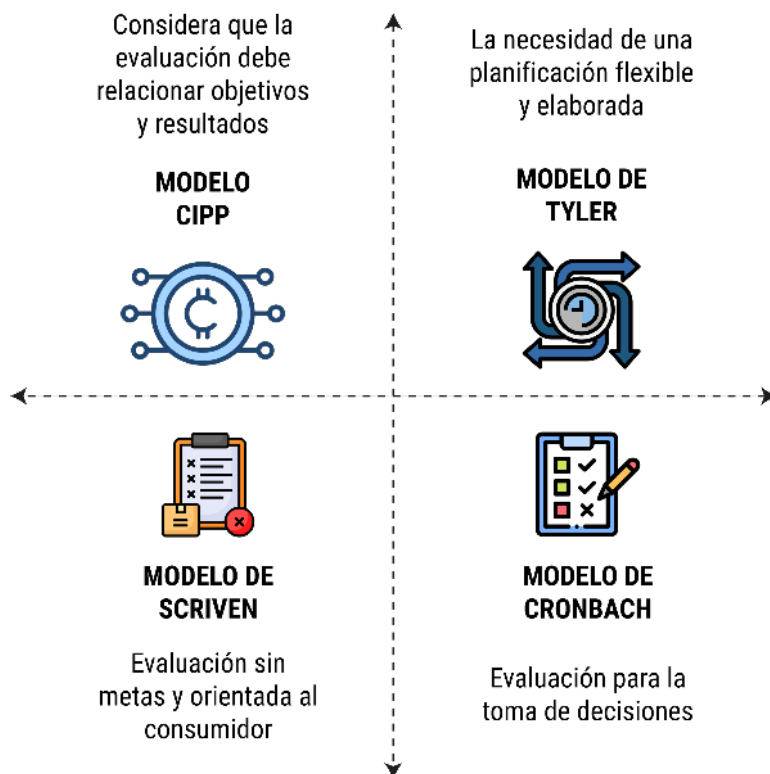 Considera que la
evaluación debe
relacionar objetivos
y resultados
MODELO
CIPP
La necesidad de una
planificación flexible
y elaborada
MODELO DE
TYLER
MODELO DE
SCRIVEN
Evaluación sin
metas y orientada al
consumidor
MODELO DE
CRONBACH
Evaluación para la
toma de decisiones